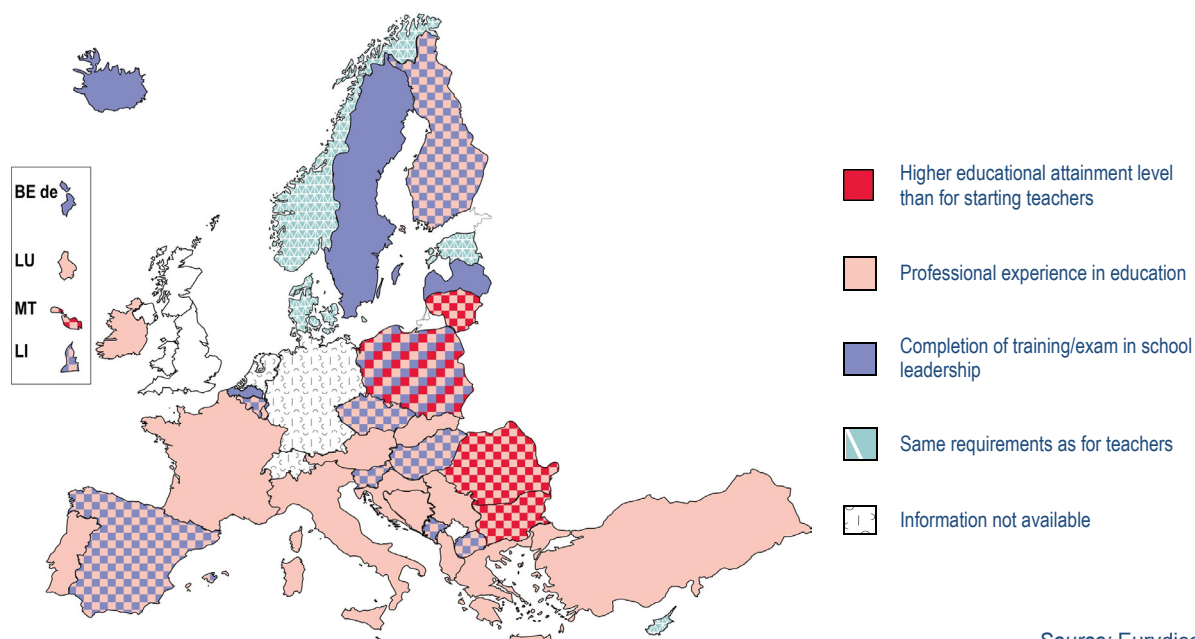 BE de
LU
MT
LI
Higher educational attainment level
than for starting teachers
Professional experience in education
Completion of training/exam in school
leadership
Same requirements as for teachers
Information not available
Source: